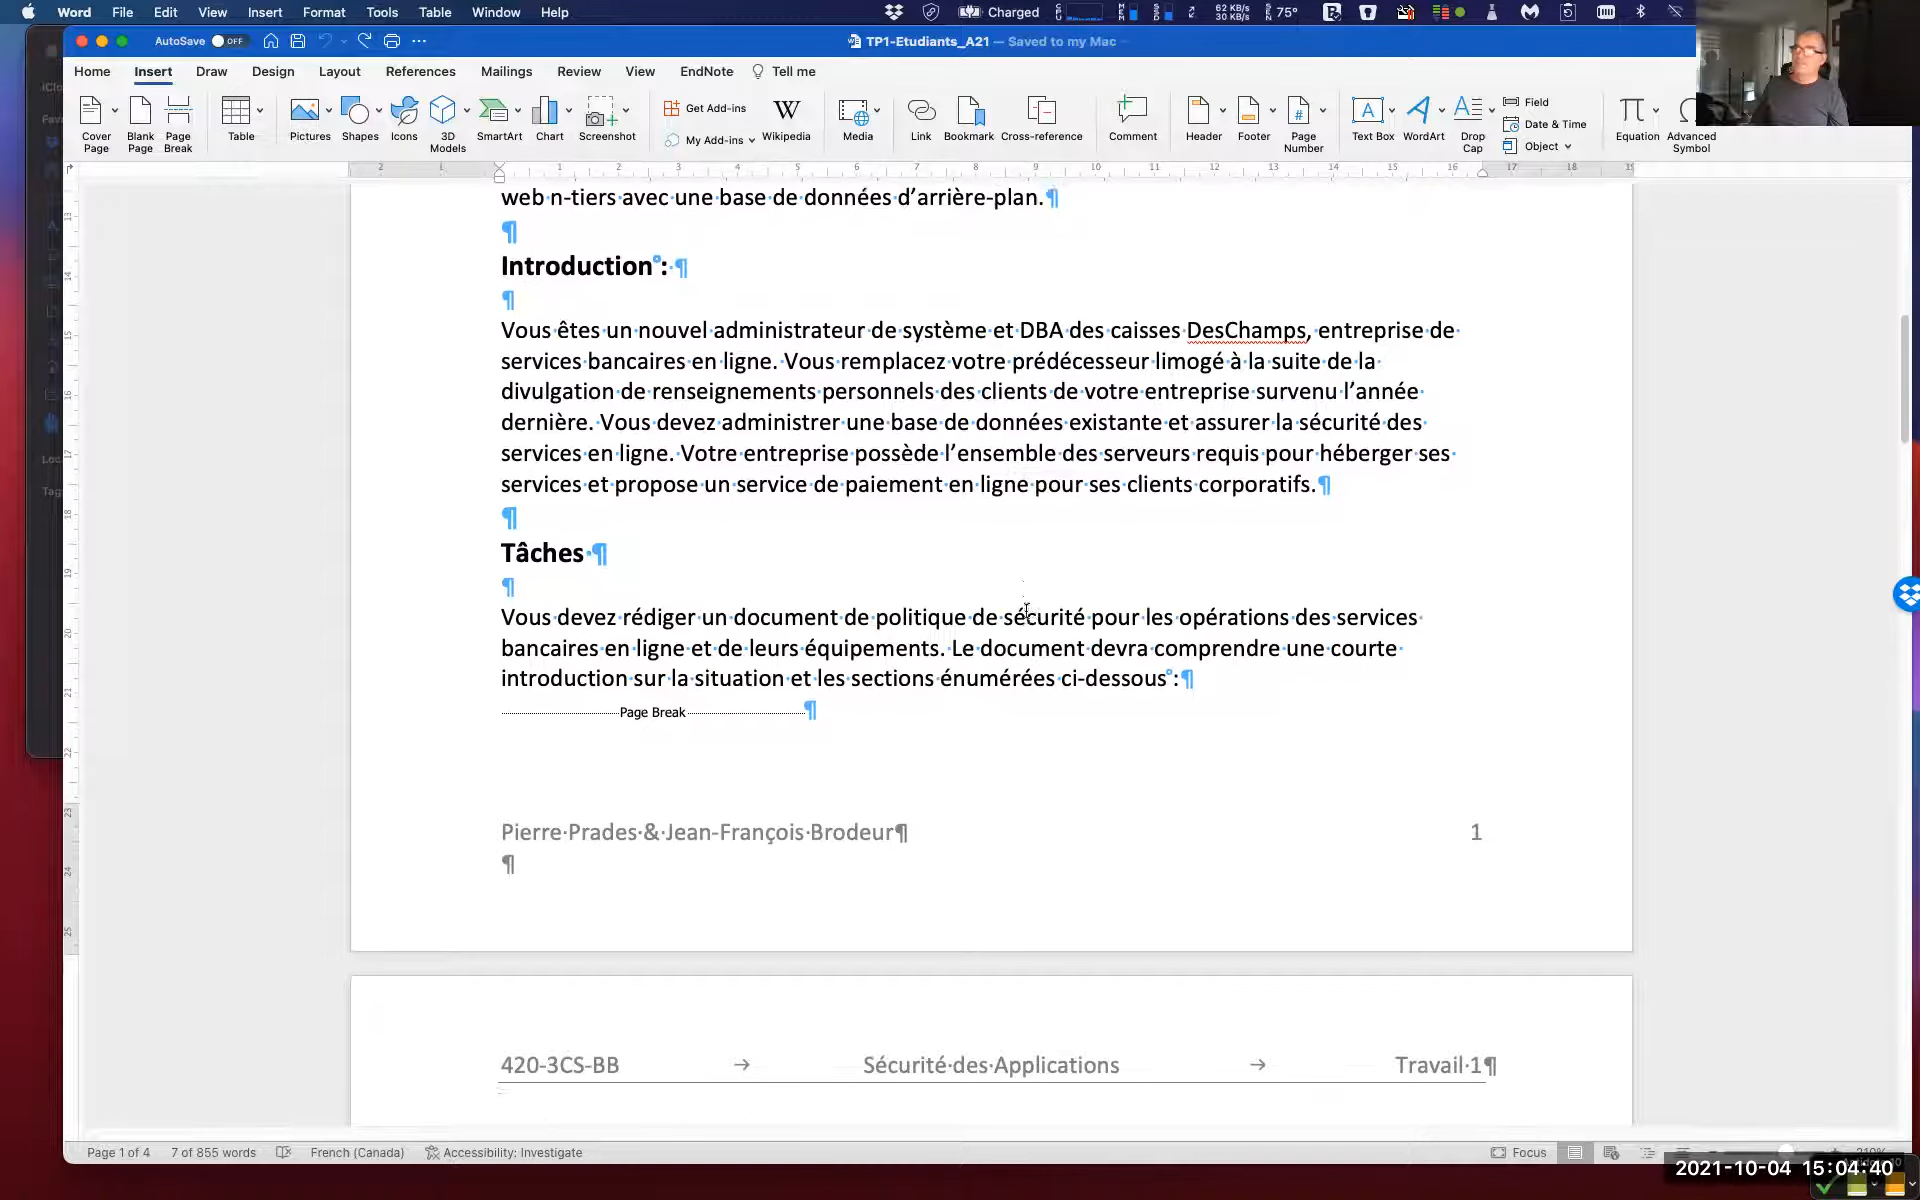 Word File Edit View Insert Format Tools Table Window Help
Charged 62 KB/s 30 KB/s 75°
AutoSave OFF TP1-Etudiants_A21 — Saved to my Mac
Home Insert Draw Design Layout References Mailings Review View EndNote Tell me
Cover Page
Blank Page
Page Break
Table
Pictures
Shapes
Icons
3D Models
SmartArt
Chart
Screenshot
Get Add-ins
My Add-ins
Wikipedia
Media
Link
Bookmark
Cross-reference
Comment
Header
Footer
Page Number
Text Box
WordArt
Drop Cap
Field
Date & Time
Object
Equation
Advanced Symbol
web n-tiers avec une base de données d’arrière-plan.
Introduction :
Vous êtes un nouvel administrateur de système et DBA des caisses DesChamps, entreprise de
services bancaires en ligne. Vous remplacez votre prédécesseur limogé à la suite de la
divulgation de renseignements personnels des clients de votre entreprise survenu l’année
dernière. Vous devez administrer une base de données existante et assurer la sécurité des
services en ligne. Votre entreprise possède l’ensemble des serveurs requis pour héberger ses
services et propose un service de paiement en ligne pour ses clients corporatifs.
Tâches
Vous devez rédiger un document de politique de sécurité pour les opérations des services
bancaires en ligne et de leurs équipements. Le document devra comprendre une courte
introduction sur la situation et les sections énumérées ci-dessous :
Page Break
Pierre Prades & Jean-François Brodeur 1
420-3CS-BB → Sécurité des Applications → Travail 1
Page 1 of 4 7 of 855 words French (Canada) Accessibility: Investigate Focus
2021-10-04 15:04:40